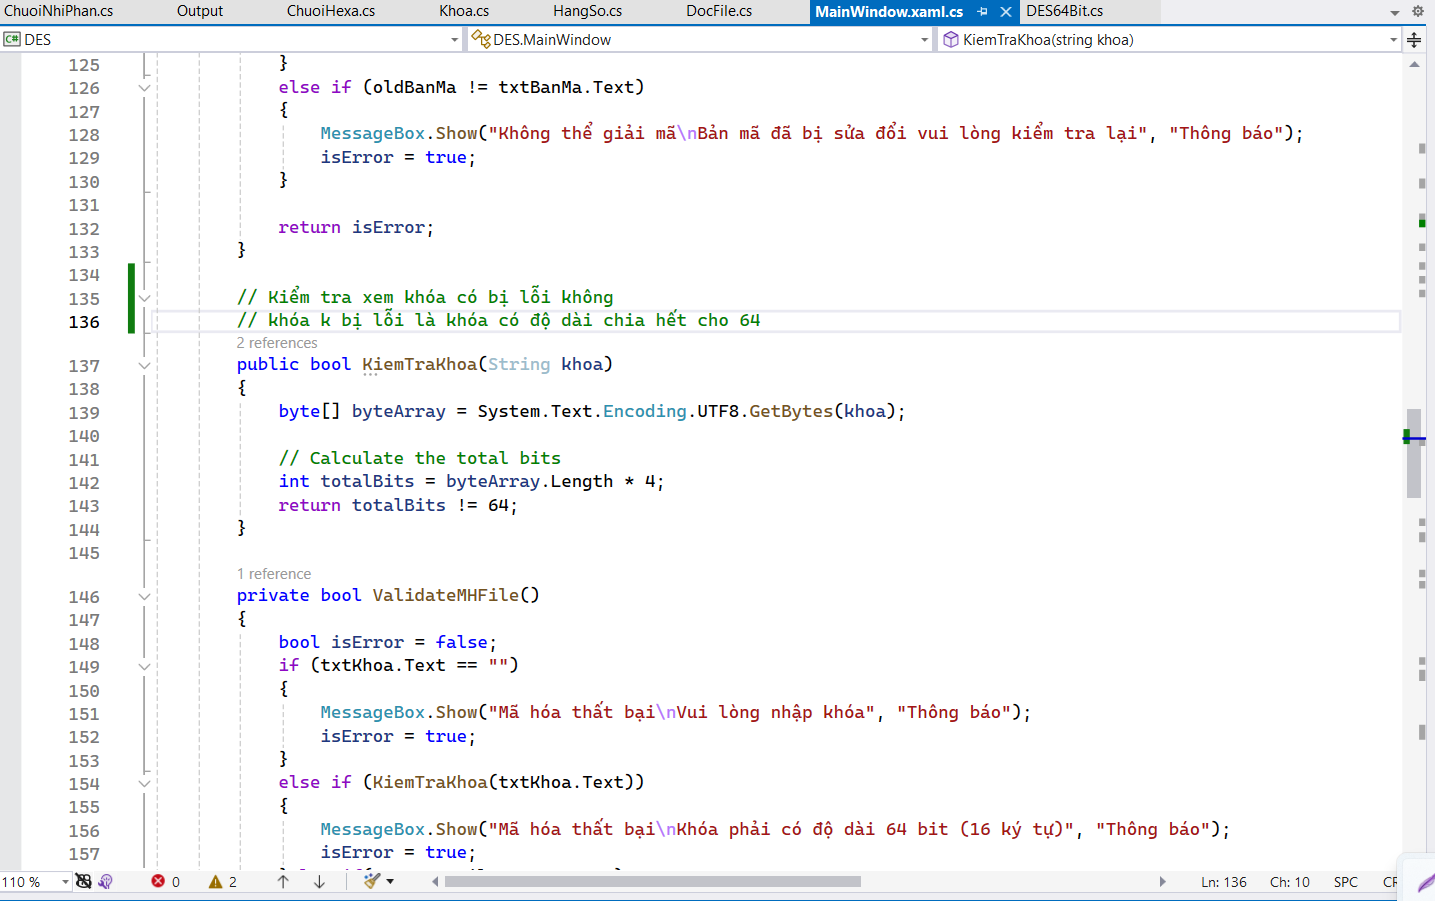 ChuoiNhiPhan.cs Output ChuoiHexa.cs Khoa.cs HangSo.cs DocFile.cs MainWindow.xaml.cs DES64Bit.cs
C# DES DES.MainWindow KiemTraKhoa(string khoa)
125 }
126 else if (oldBanMa != txtBanMa.Text)
127 {
128 MessageBox.Show("Không thể giải mã\nBản mã đã bị sửa đổi vui lòng kiểm tra lại", "Thông báo");
129 isError = true;
130 }
131
132 return isError;
133 }
134
135 // Kiểm tra xem khóa có bị lỗi không
136 // khóa k bị lỗi là khóa có độ dài chia hết cho 64
2 references
137 public bool KiemTraKhoa(String khoa)
138 {
139 byte[] byteArray = System.Text.Encoding.UTF8.GetBytes(khoa);
140
141 // Calculate the total bits
142 int totalBits = byteArray.Length * 4;
143 return totalBits != 64;
144 }
145
1 reference
146 private bool ValidateMHFile()
147 {
148 bool isError = false;
149 if (txtKhoa.Text == "")
150 {
151 MessageBox.Show("Mã hóa thất bại\nVui lòng nhập khóa", "Thông báo");
152 isError = true;
153 }
154 else if (KiemTraKhoa(txtKhoa.Text))
155 {
156 MessageBox.Show("Mã hóa thất bại\nKhóa phải có độ dài 64 bit (16 ký tự)", "Thông báo");
157 isError = true;
110 % 0 2 Ln: 136 Ch: 10 SPC CR